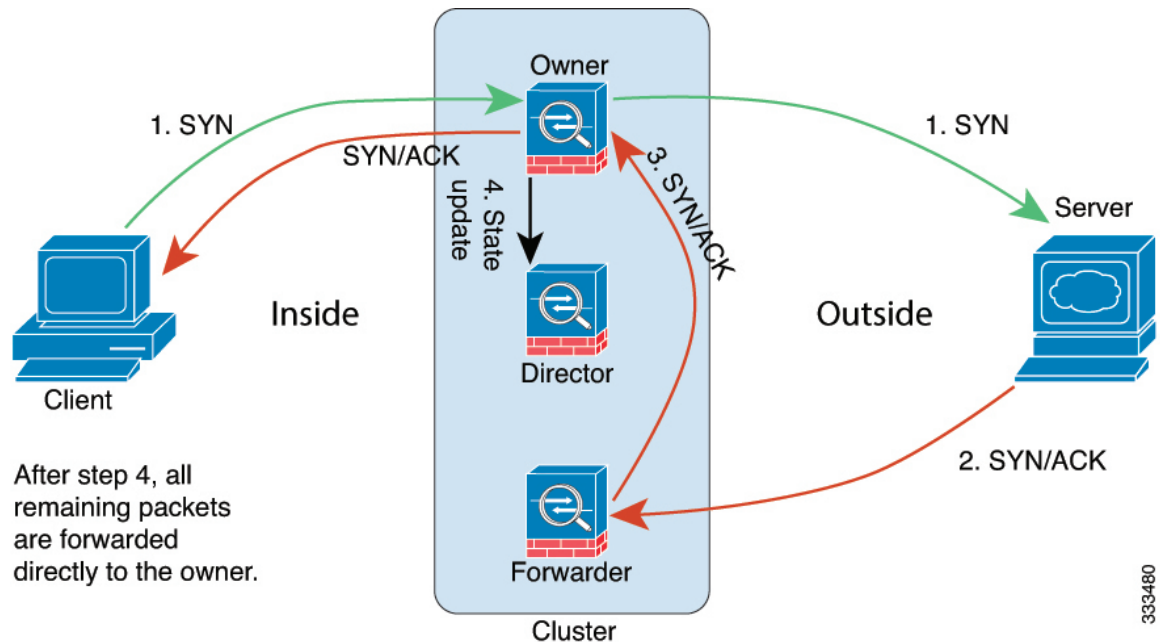 Owner
1. SYN
1. SYN
SYN/ACK
3. SYN/ACK
4. State
update
Server
Inside
Outside
Director
Client
2. SYN/ACK
After step 4, all
remaining packets
are forwarded
directly to the owner.
Forwarder
Cluster
333480